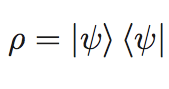 ρ = |ψ⟩ ⟨ψ|